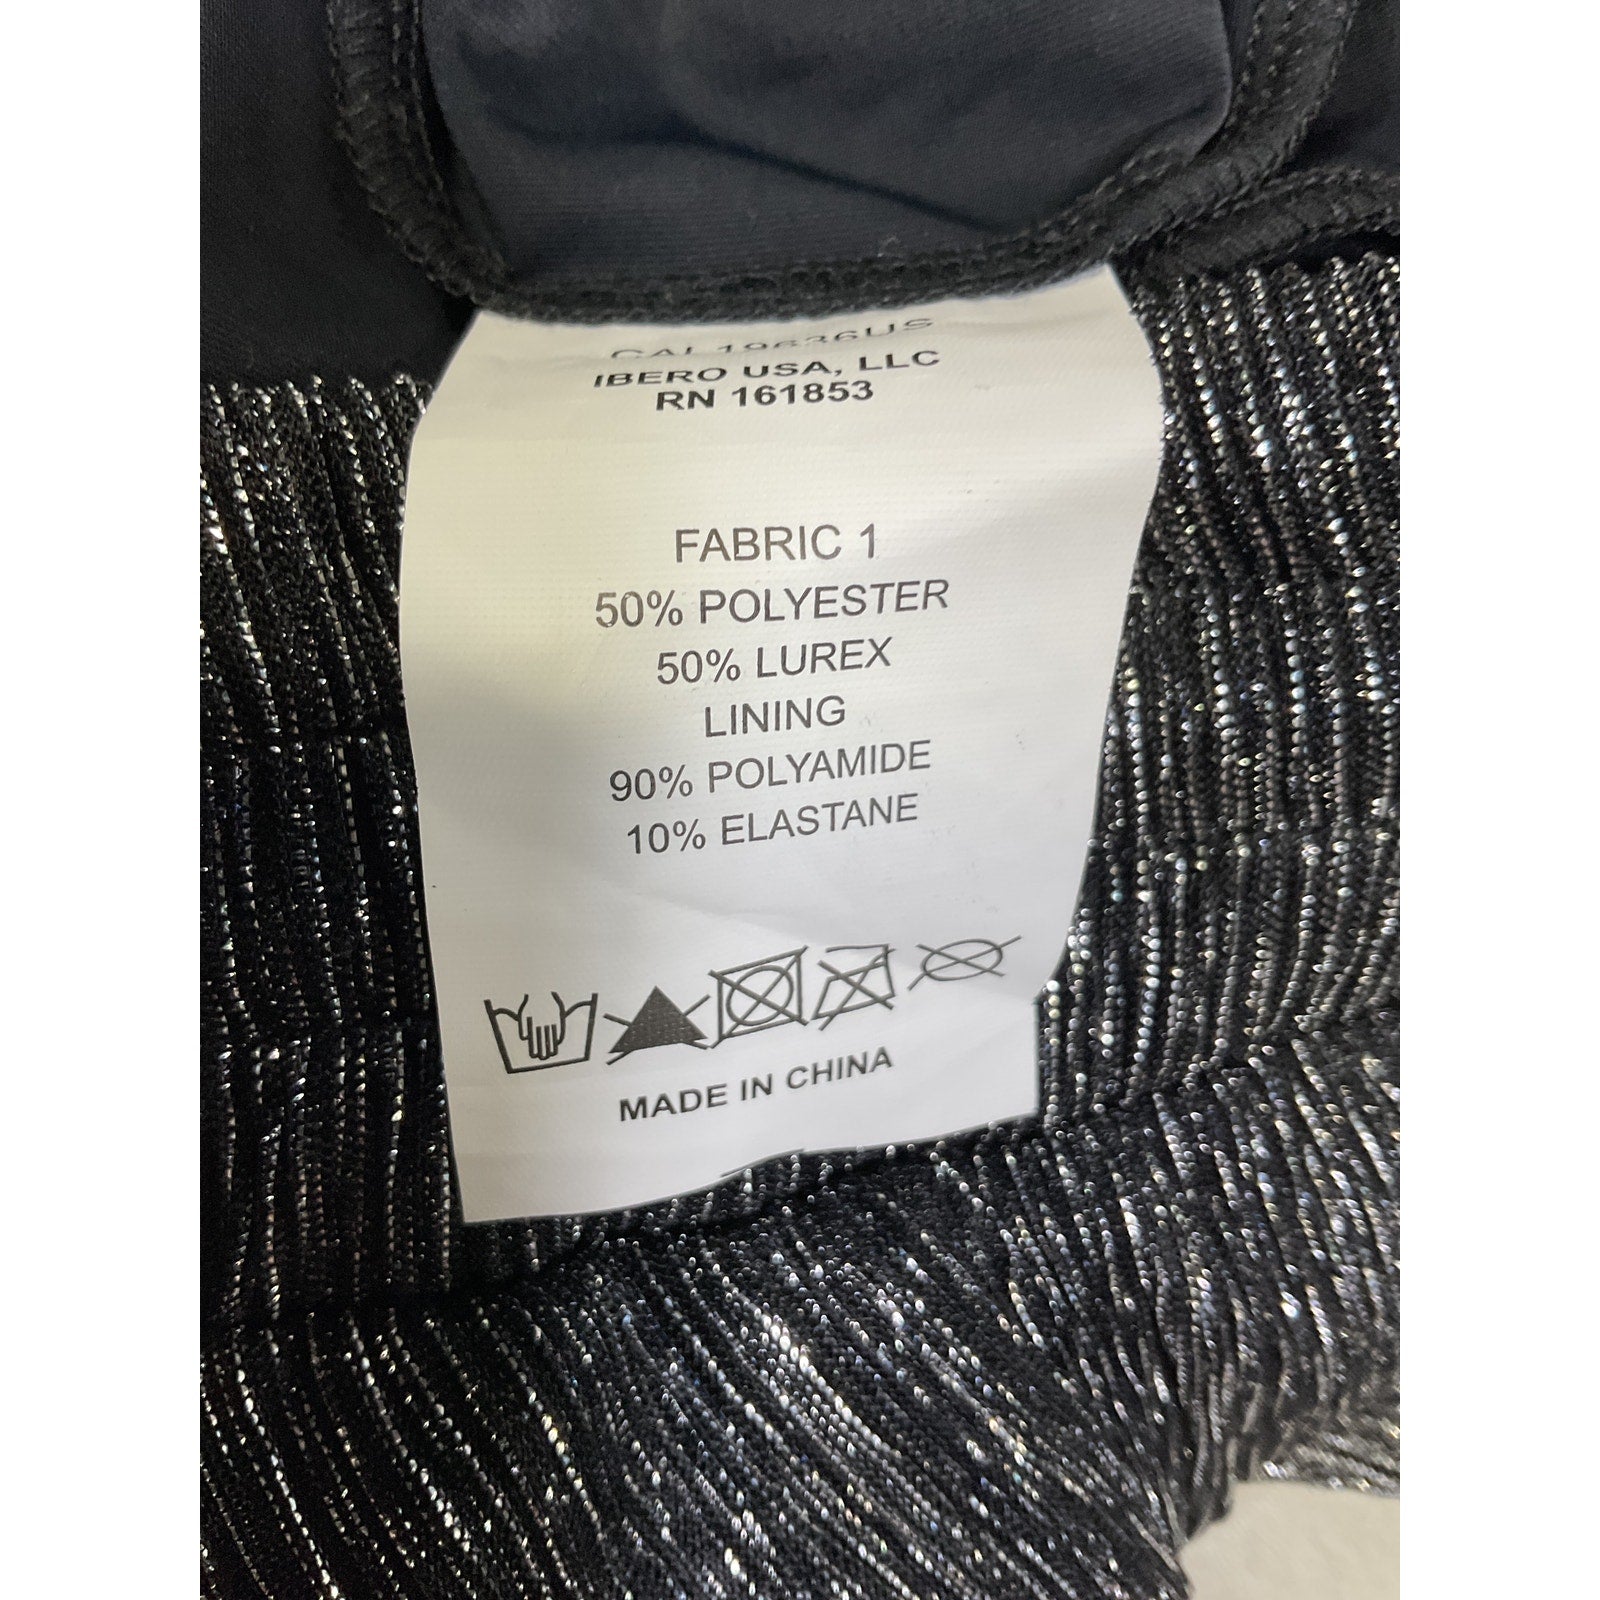 CAL19636US
IBERO USA, LLC
RN 161853
FABRIC 1
50% POLYESTER
50% LUREX
LINING
90% POLYAMIDE
10% ELASTANE
MADE IN CHINA